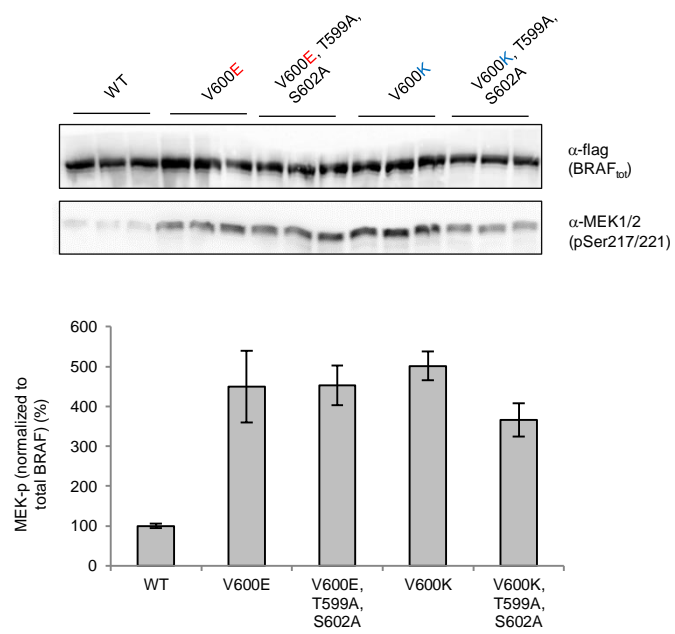 WT
V600E
V600E, T599A,
S602A
V600K
V600K, T599A,
S602A
α-flag
(BRAFtot)
α-MEK1/2
(pSer217/221)
MEK-p (normalized to
total BRAF) (%)
600
500
400
300
200
100
0
WT
V600E
V600E,
T599A,
S602A
V600K
V600K,
T599A,
S602A